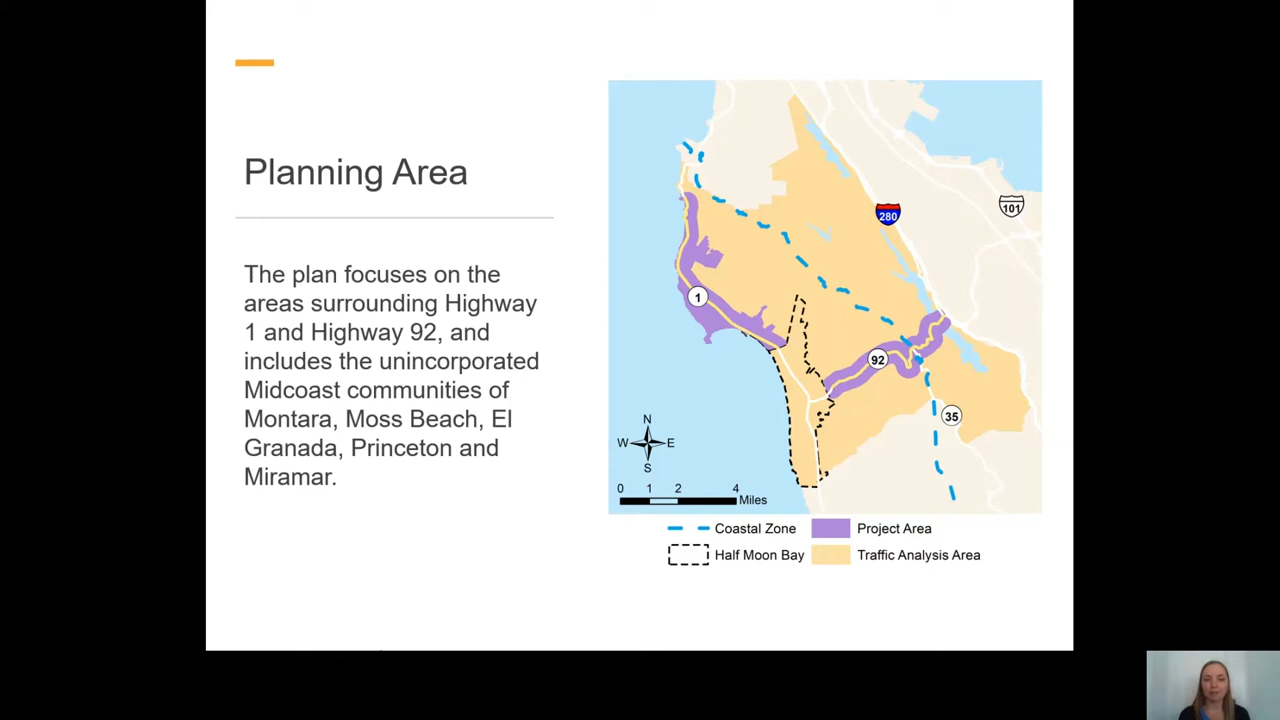 Planning Area
The plan focuses on the
areas surrounding Highway
1 and Highway 92, and
includes the unincorporated
Midcoast communities of
Montara, Moss Beach, El
Granada, Princeton and
Miramar.
280
101
1
92
35
N
W E
S
0 1 2 4
Miles
Coastal Zone Project Area
Half Moon Bay Traffic Analysis Area